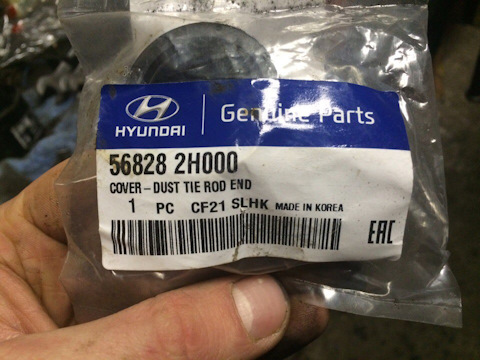 HYUNDAI
Genuine Parts
56828 2H000
COVER-DUST TIE ROD END
1 PC CF21 SLHK MADE IN KOREA
EAC